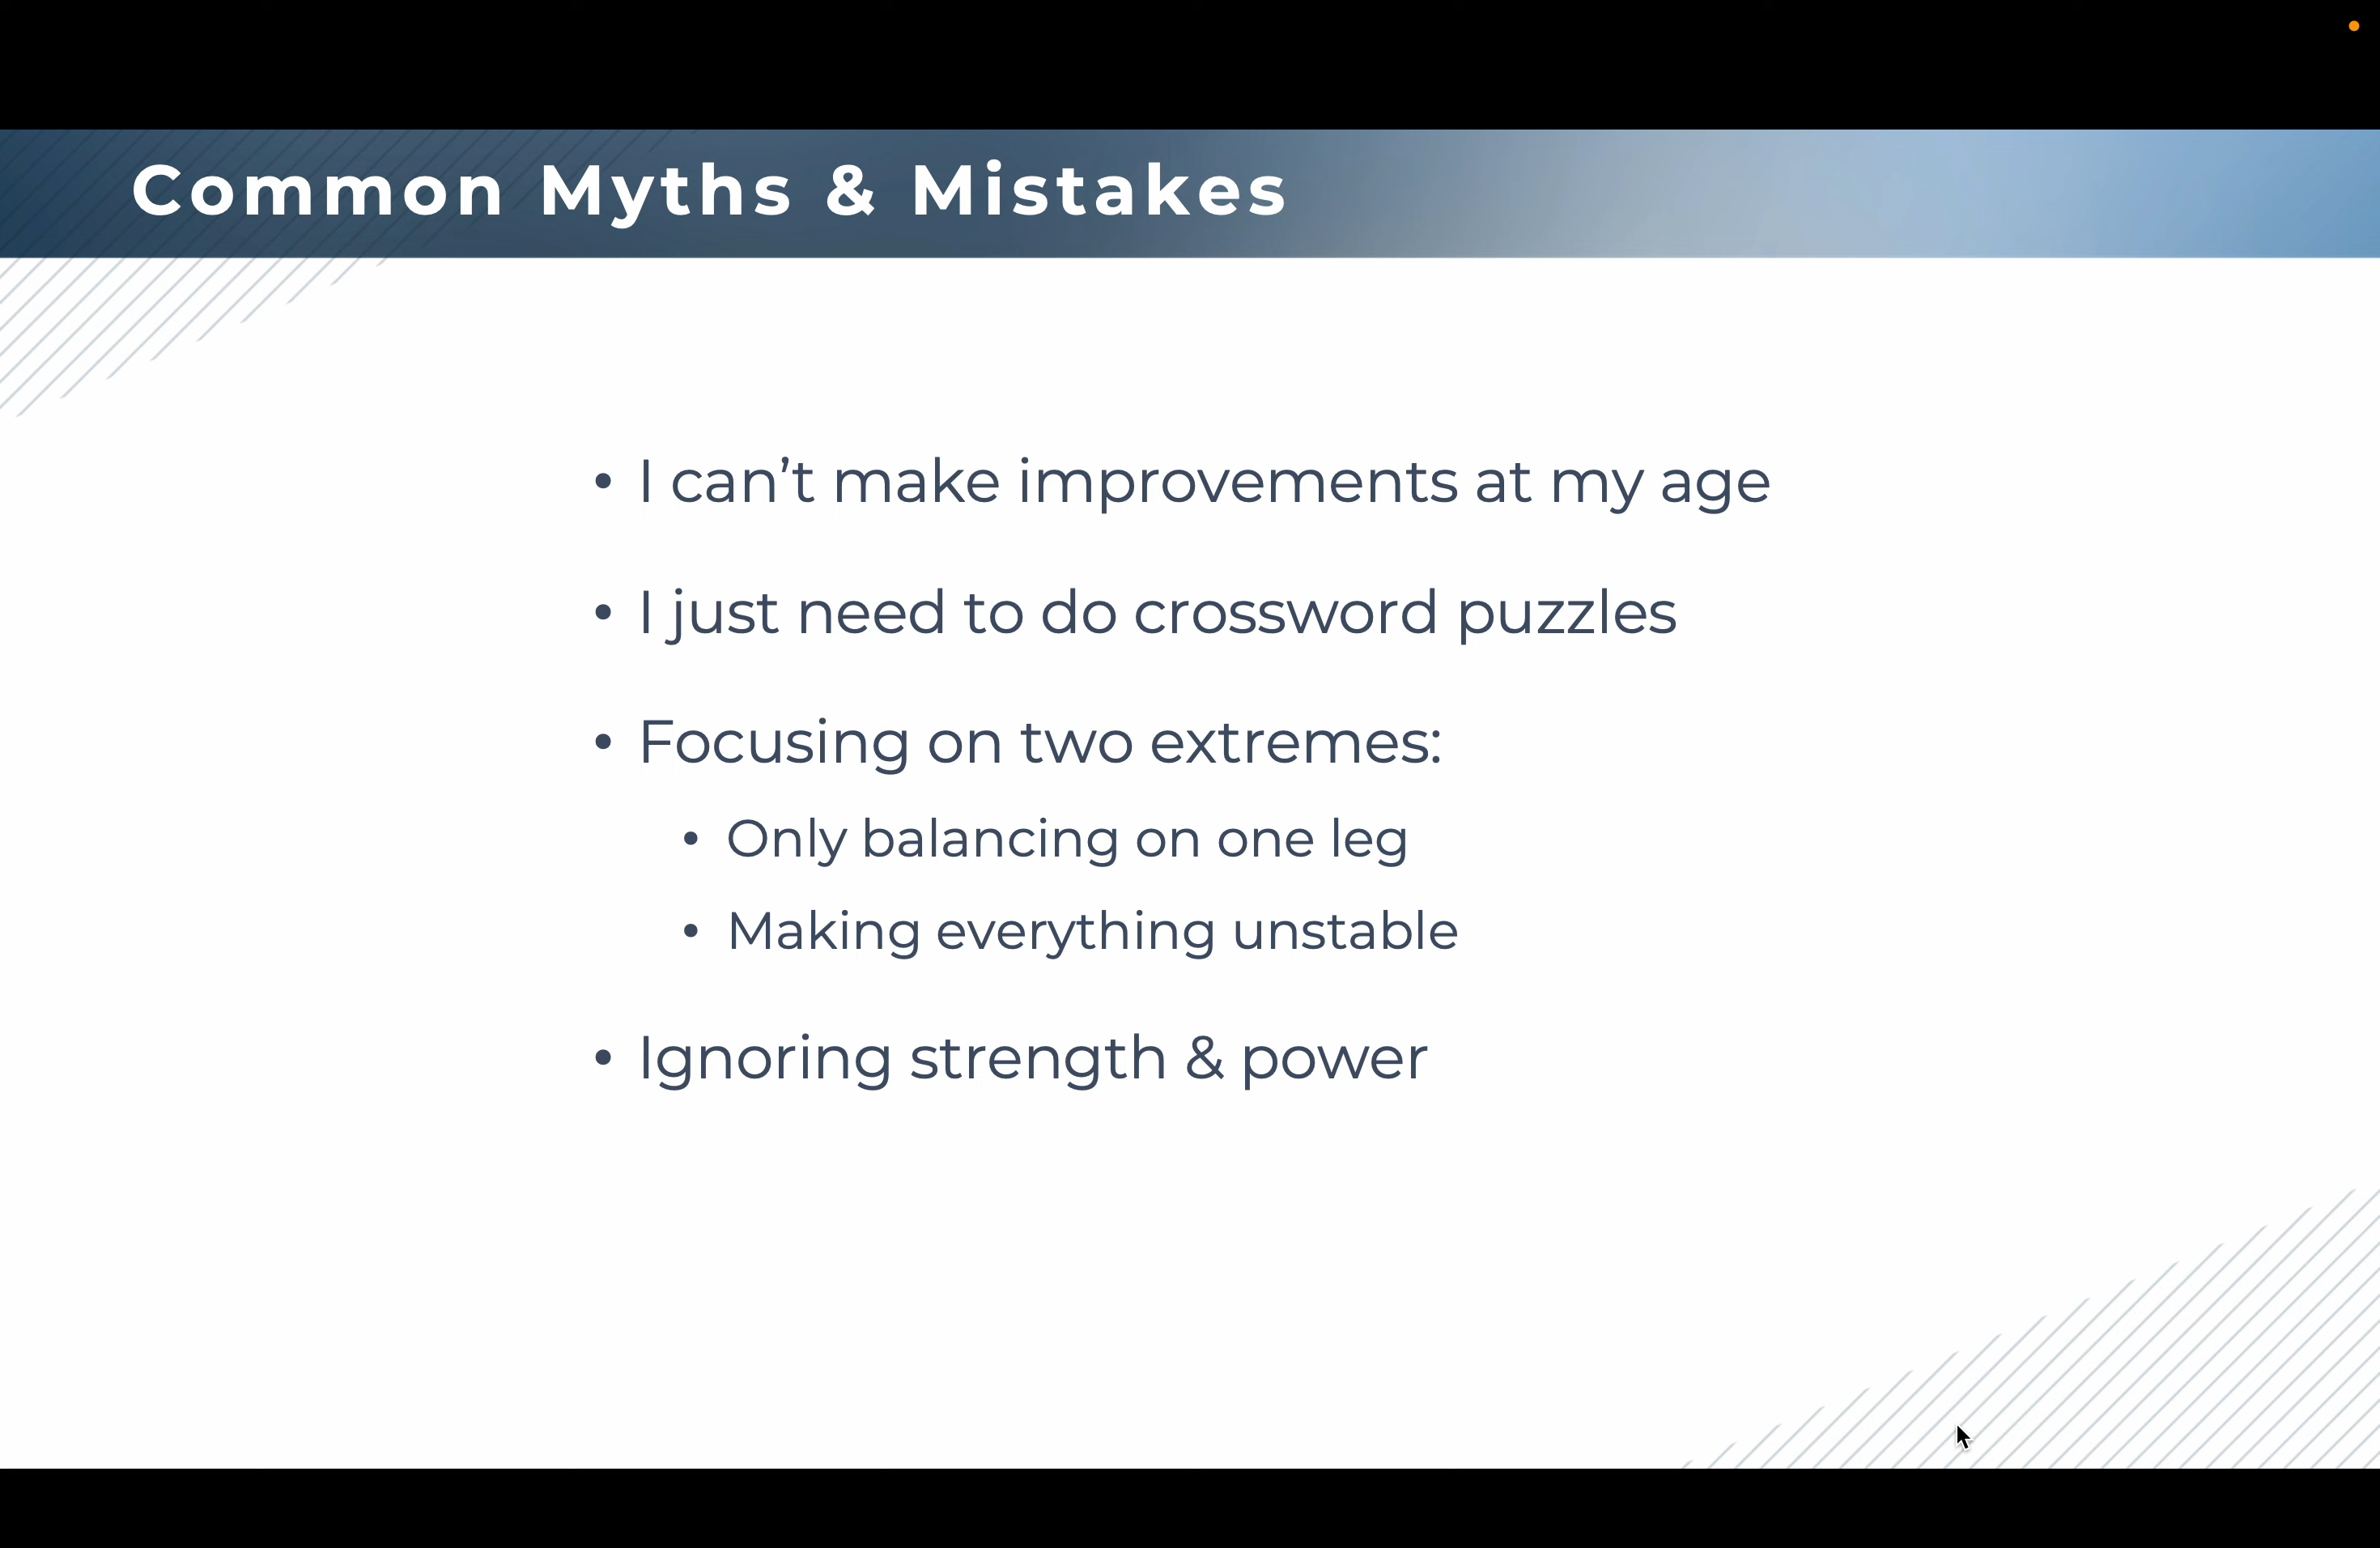 Common Myths & Mistakes
• I can’t make improvements at my age
• I just need to do crossword puzzles
• Focusing on two extremes:
• Only balancing on one leg
• Making everything unstable
• Ignoring strength & power